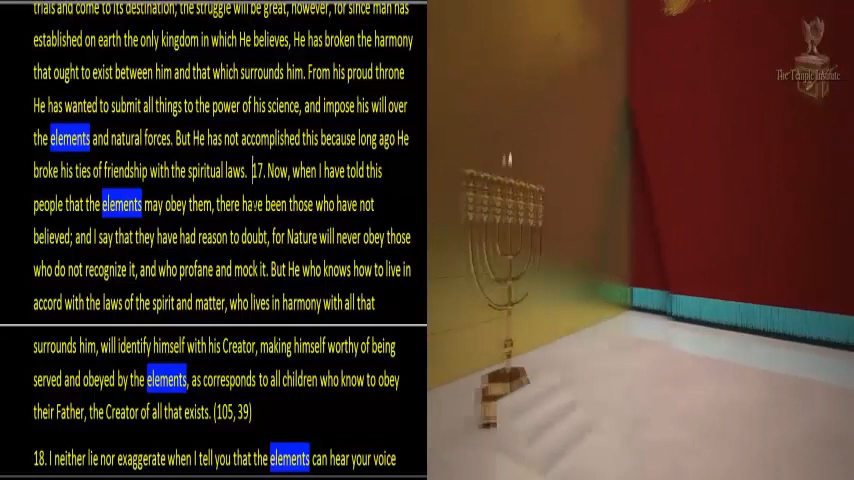 trials and come to its destination; the struggle will be great, however, for since man has
established on earth the only kingdom in which He believes, He has broken the harmony
that ought to exist between him and that which surrounds him. From his proud throne
He has wanted to submit all things to the power of his science, and impose his will over
the elements and natural forces. But He has not accomplished this because long ago He
broke his ties of friendship with the spiritual laws. 17. Now, when I have told this
people that the elements may obey them, there have been those who have not
believed; and I say that they have had reason to doubt, for Nature will never obey those
who do not recognize it, and who profane and mock it. But He who knows how to live in
accord with the laws of the spirit and matter, who lives in harmony with all that
surrounds him, will identify himself with his Creator, making himself worthy of being
served and obeyed by the elements, as corresponds to all children who know to obey
their Father, the Creator of all that exists. (105, 39)
18. I neither lie nor exaggerate when I tell you that the elements can hear your voice
The Temple Institute